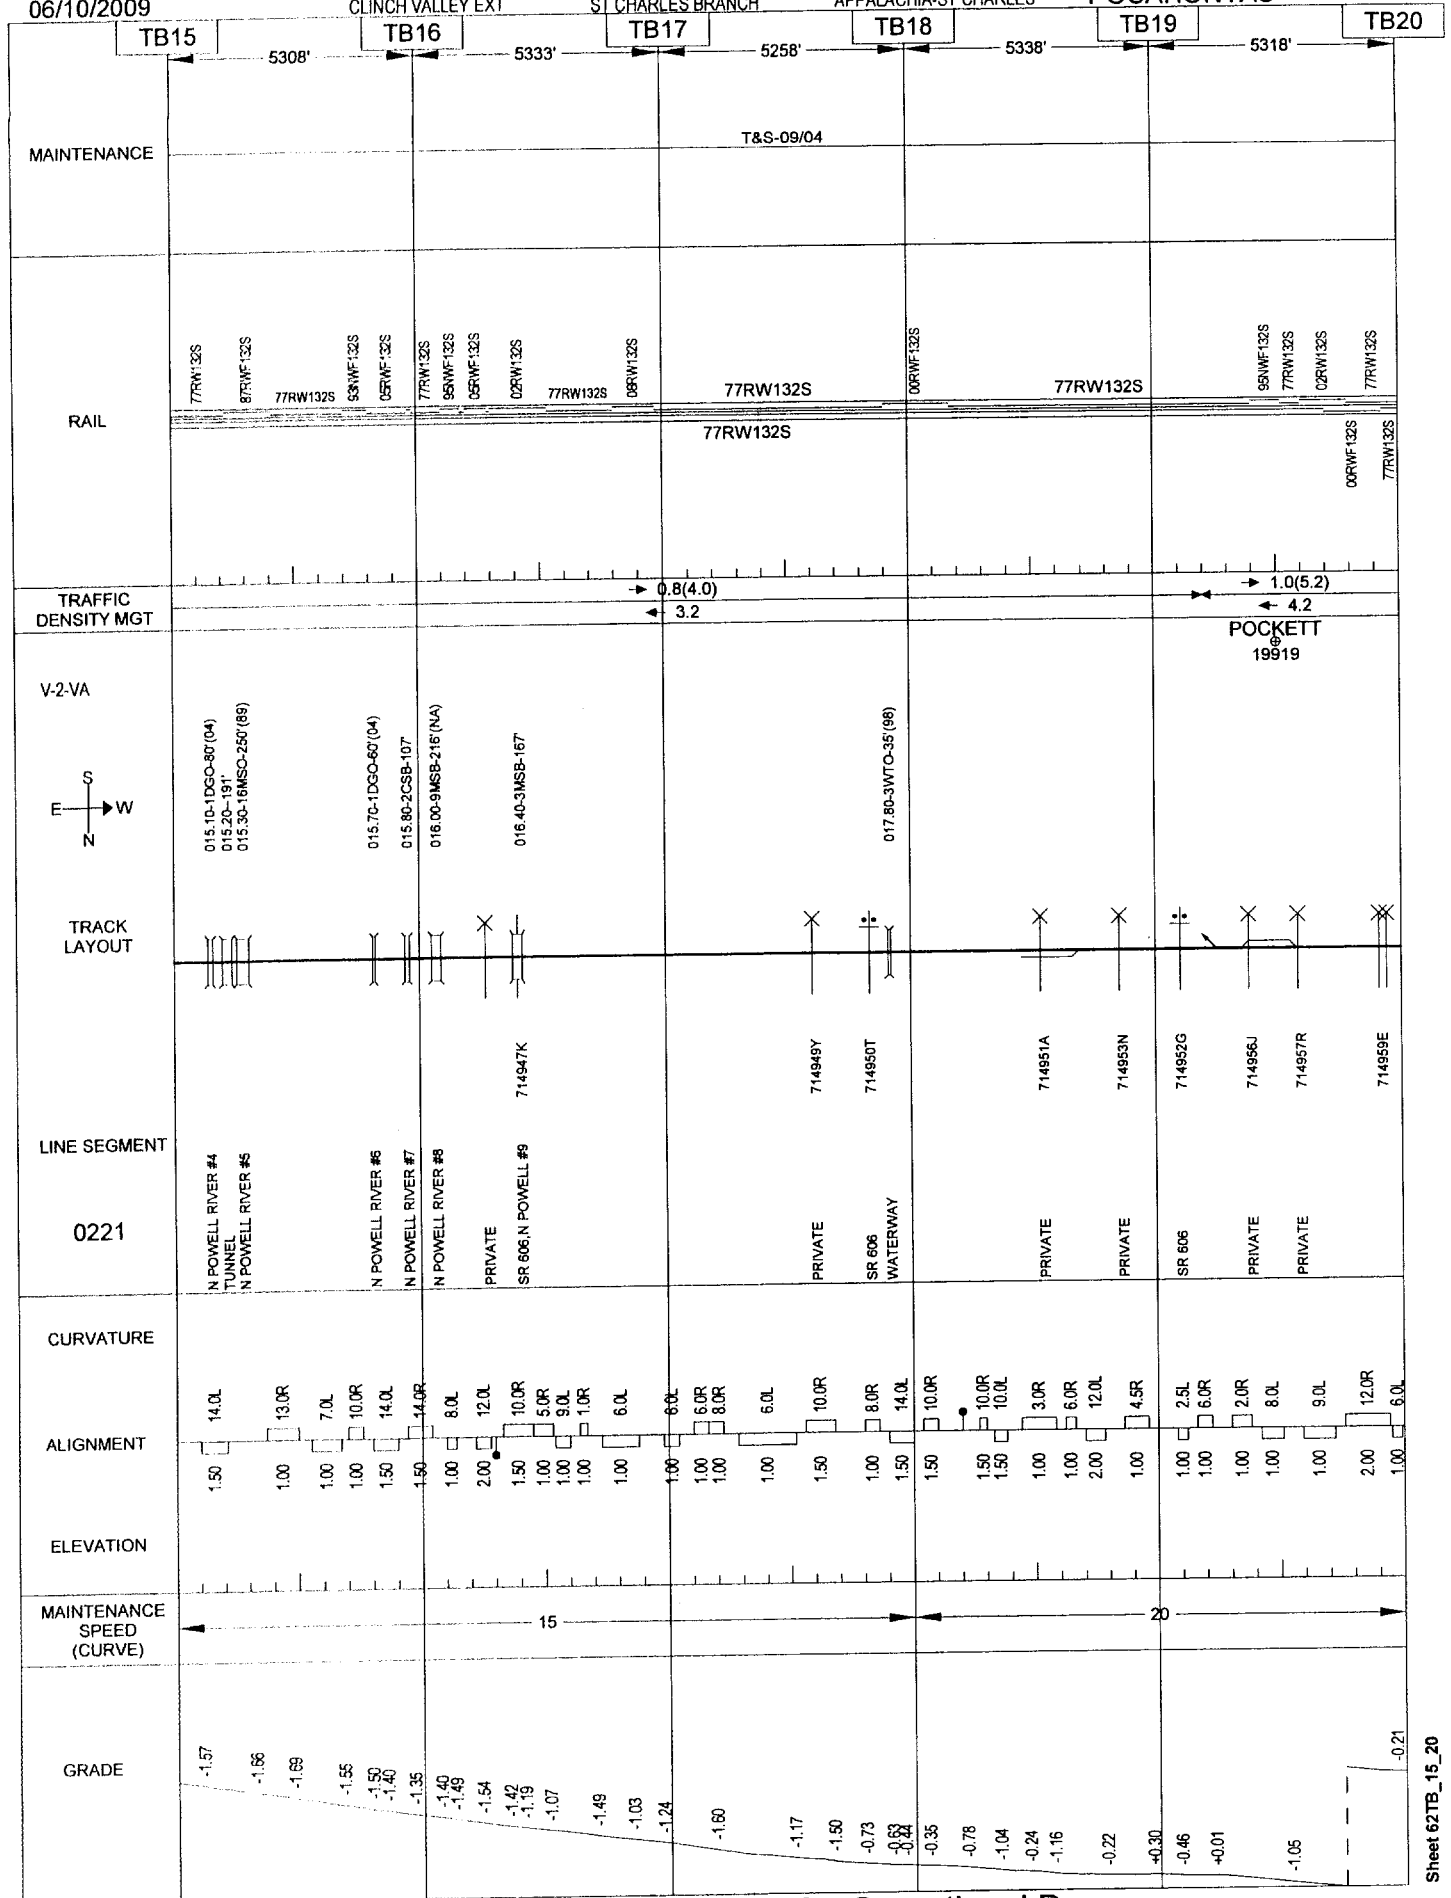 06/10/2009 CLINCH VALLEY EXT ST CHARLES BRANCH APPALACHIA-ST CHARLES POCAHONTAS
TB15 TB16 TB17 TB18 TB19 TB20
5308' 5333' 5258' 5338' 5318'
MAINTENANCE
T&S-09/04
RAIL
77RW132S
87RWF132S
77RW132S
93NWF132S
05RWF132S
77RW132S
95NWF132S
05RWF132S
02RW132S
77RW132S
08RW132S
77RW132S
00RWF132S
77RW132S
95NWF132S
77RW132S
02RW132S
77RW132S
77RW132S
00RWF132S
77RW132S
TRAFFIC
DENSITY MGT
0.8(4.0)
3.2
1.0(5.2)
4.2
POCKETT
19919
V-2-VA
S
E W
N
015.10-1DGO-80'(04)
015.20--191'
015.30-16MSO-250'(89)
015.70-1DGO-60'(04)
015.80-2CSB-107'
016.00-9MSB-216'(NA)
016.40-3MSB-167'
017.80-3WTO-35'(98)
TRACK
LAYOUT
714947K
714949Y
714950T
714951A
714953N
714952G
714956J
714957R
714959E
LINE SEGMENT
0221
N POWELL RIVER #4
TUNNEL
N POWELL RIVER #5
N POWELL RIVER #6
N POWELL RIVER #7
N POWELL RIVER #8
PRIVATE
SR 606,N POWELL #9
PRIVATE
SR 606
WATERWAY
PRIVATE
PRIVATE
SR 606
PRIVATE
PRIVATE
CURVATURE
14.0L 13.0R 7.0L 10.0R 14.0L 14.0R 8.0L 12.0L 10.0R 5.0R 9.0L 1.0R 6.0L 6.0L 6.0R 8.0R 6.0L 10.0R 8.0R 14.0L 10.0R 10.0R 10.0L 3.0R 6.0R 12.0L 4.5R 2.5L 6.0R 2.0R 8.0L 9.0L 12.0R 6.0L
ALIGNMENT
1.50 1.00 1.00 1.00 1.50 1.50 1.00 2.00 1.50 1.00 1.00 1.00 1.00 1.00 1.00 1.00 1.00 1.50 1.00 1.50 1.50 1.50 1.50 1.00 1.00 2.00 1.00 1.00 1.00 1.00 1.00 1.00 2.00 1.00
ELEVATION
MAINTENANCE
SPEED
(CURVE)
15 20
GRADE
-1.57 -1.66 -1.69 -1.55 -1.50 -1.40 -1.35 -1.40 -1.49 -1.54 -1.42 -1.19 -1.07 -1.49 -1.03 -1.24 -1.60 -1.17 -1.50 -0.73 -0.63 -0.44 -0.35 -0.78 -1.04 -0.24 -1.16 -0.22 +0.30 -0.46 +0.01 -1.05 -0.21
Sheet 62TB_15_20